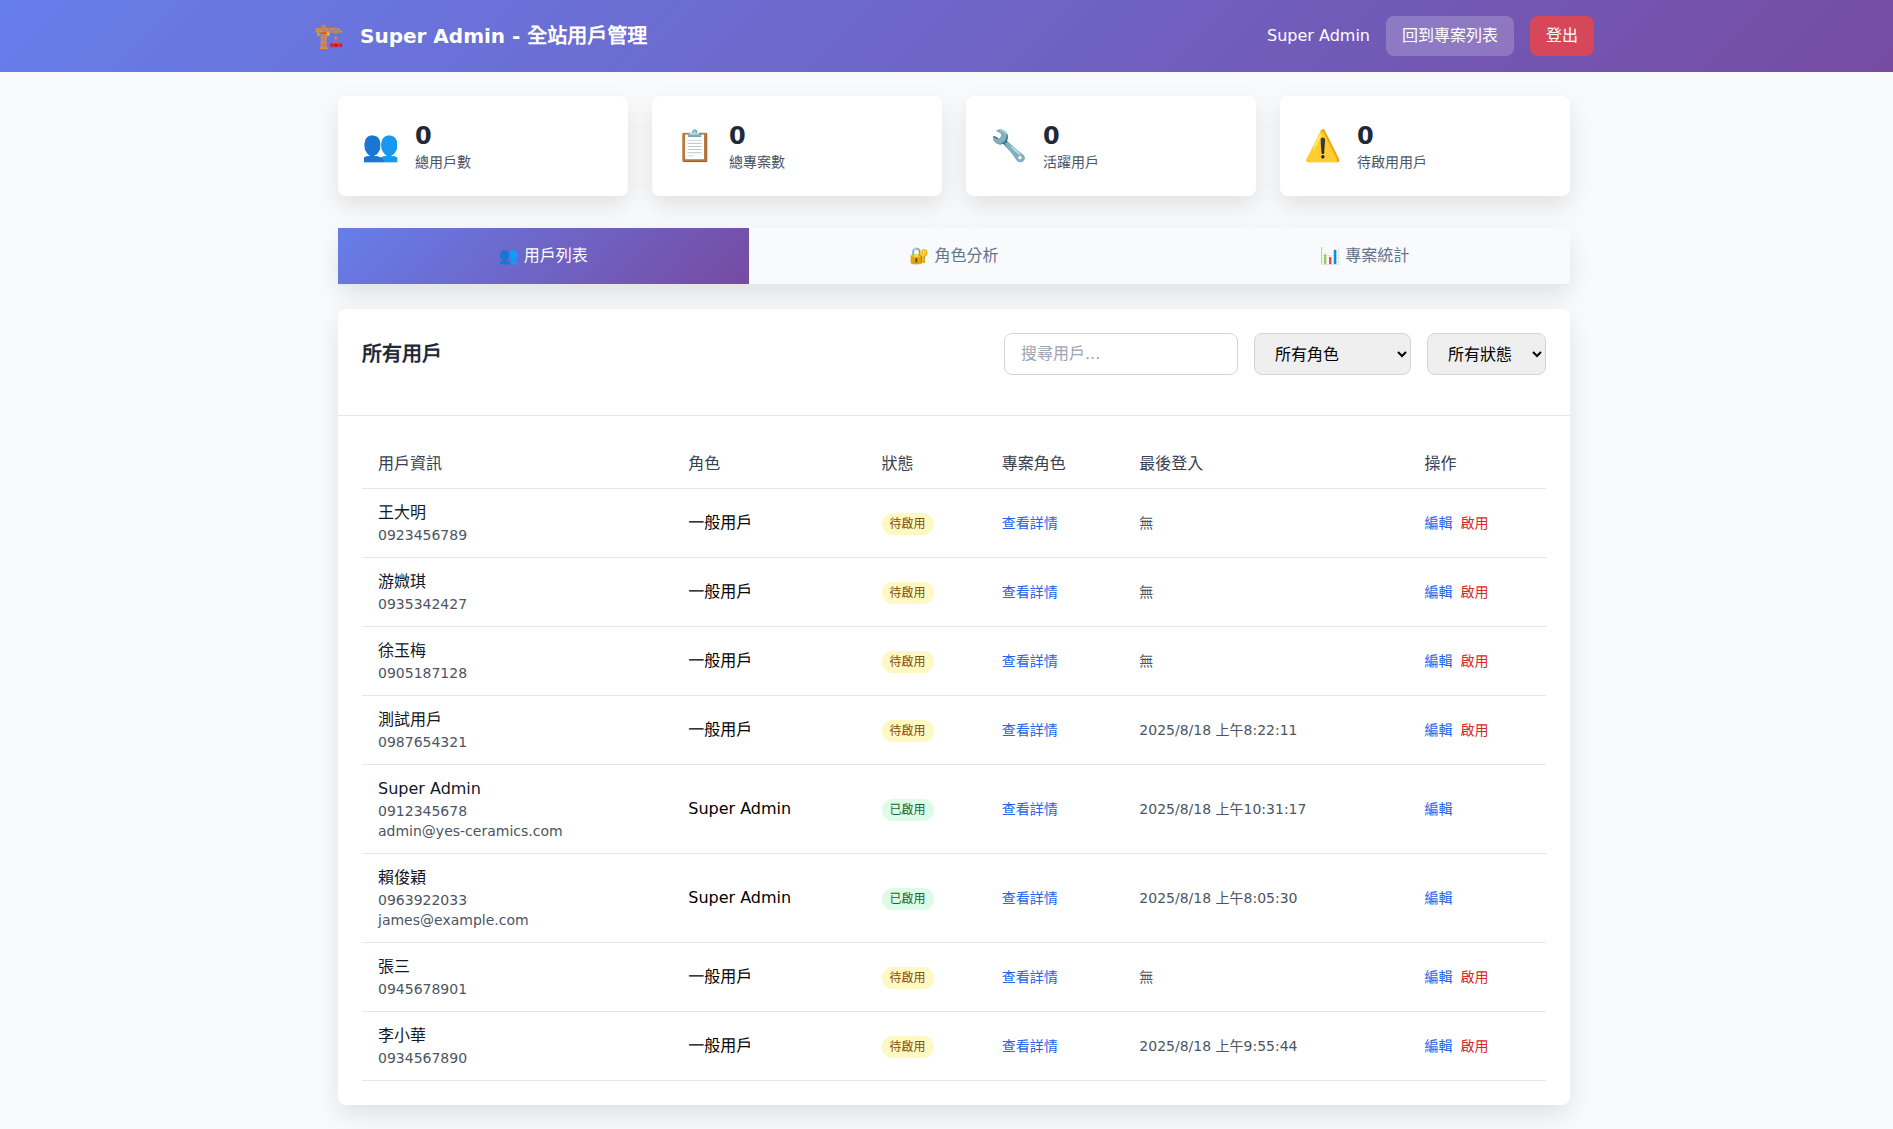 Super Admin - 全站用戶管理
Super Admin 回到專案列表 登出
0
總用戶數
0
總專案數
0
活躍用戶
0
待啟用用戶
用戶列表
角色分析
專案統計
所有用戶 搜尋用戶... 所有角色 所有狀態
用戶資訊 角色 狀態 專案角色 最後登入 操作
王大明
0923456789
一般用戶 待啟用 查看詳情 無 編輯 啟用
游媺琪
0935342427
一般用戶 待啟用 查看詳情 無 編輯 啟用
徐玉梅
0905187128
一般用戶 待啟用 查看詳情 無 編輯 啟用
測試用戶
0987654321
一般用戶 待啟用 查看詳情 2025/8/18 上午8:22:11 編輯 啟用
Super Admin
0912345678
admin@yes-ceramics.com
Super Admin 已啟用 查看詳情 2025/8/18 上午10:31:17 編輯
賴俊穎
0963922033
james@example.com
Super Admin 已啟用 查看詳情 2025/8/18 上午8:05:30 編輯
張三
0945678901
一般用戶 待啟用 查看詳情 無 編輯 啟用
李小華
0934567890
一般用戶 待啟用 查看詳情 2025/8/18 上午9:55:44 編輯 啟用